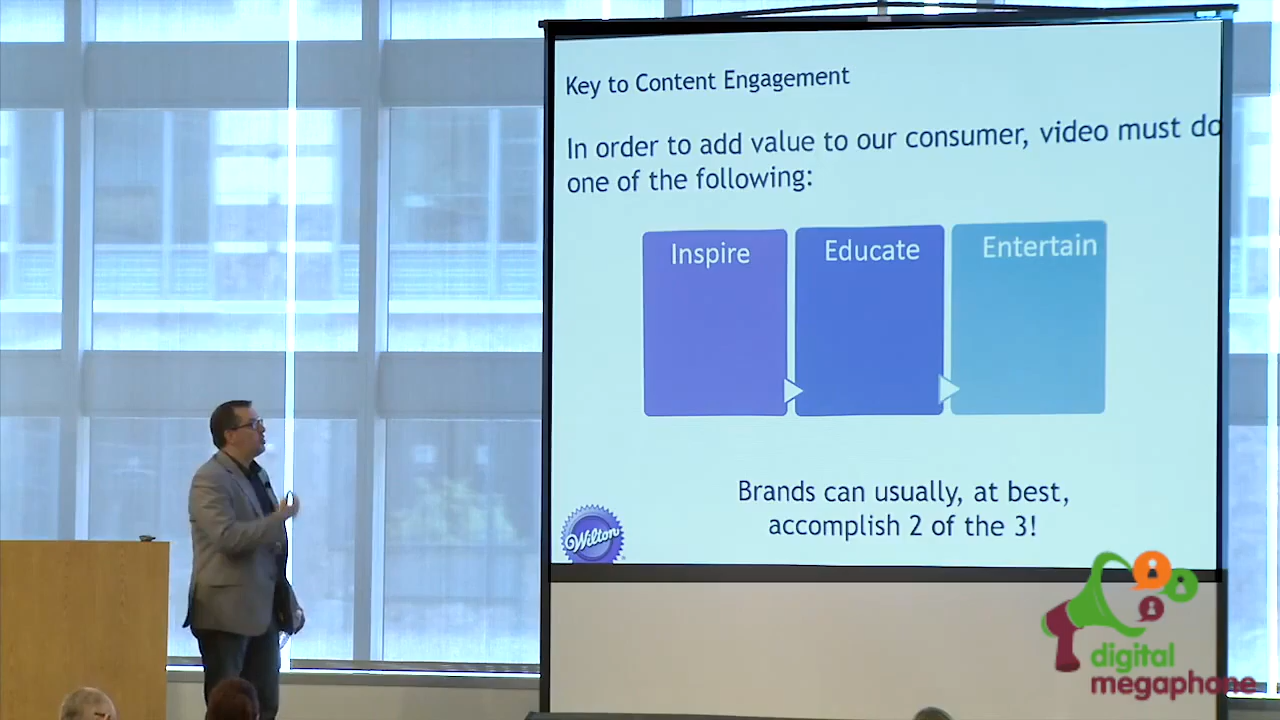 Key to Content Engagement
In order to add value to our consumer, video must do
one of the following:
Inspire
Educate
Entertain
Brands can usually, at best,
accomplish 2 of the 3!
Wilton
digital
megaphone